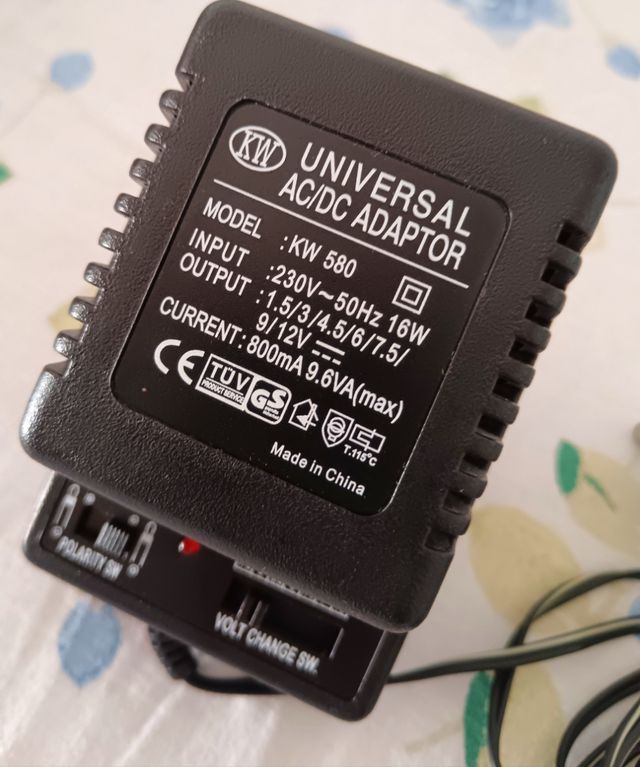 KW UNIVERSAL
AC/DC ADAPTOR
MODEL : KW 580
INPUT : 230V~50Hz 16W
OUTPUT : 1.5/3/4.5/6/7.5/
9/12V
CURRENT: 800mA 9.6VA(max)
CE TÜV PRODUCT SERVICE GS T.115°C
Made in China
POLARITY SW
VOLT CHANGE SW.